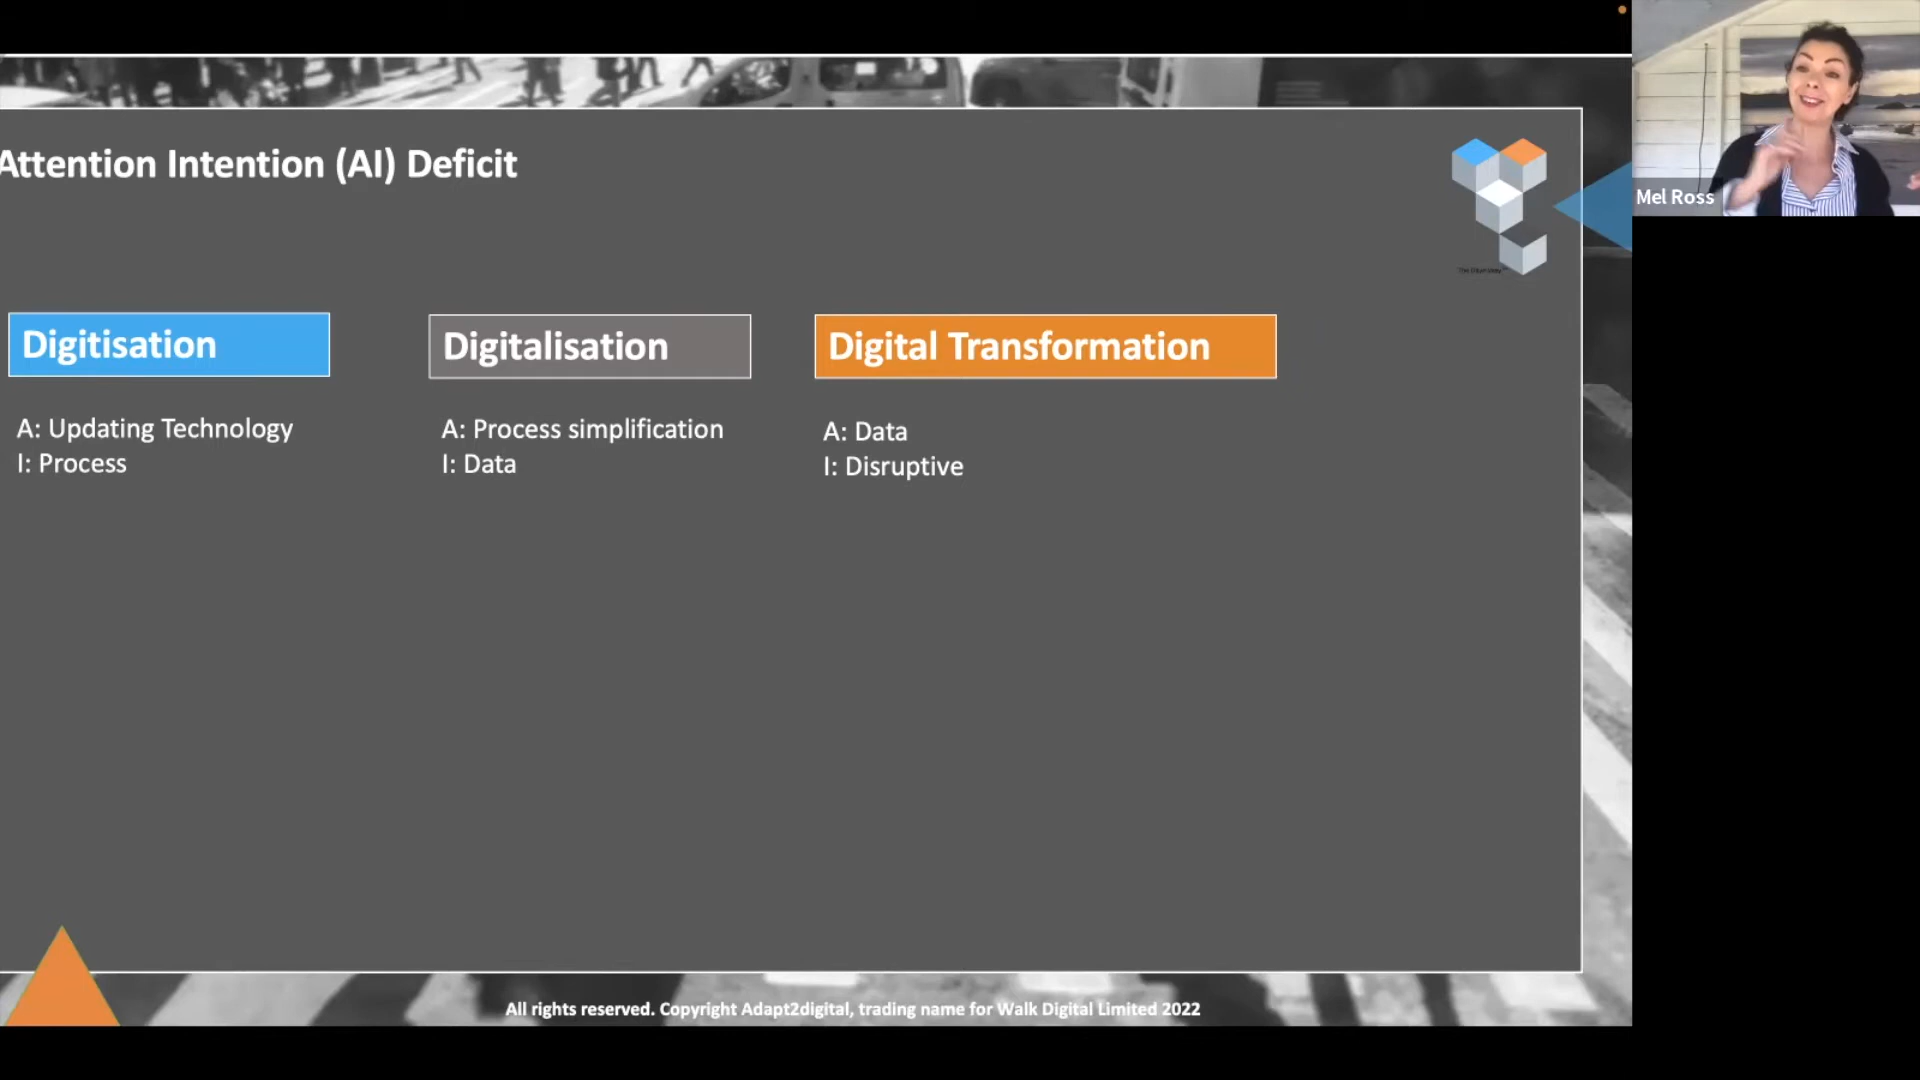 Attention Intention (AI) Deficit
Mel Ross
Digitisation
Digitalisation
Digital Transformation
A: Updating Technology
I: Process
A: Process simplification
I: Data
A: Data
I: Disruptive
All rights reserved. Copyright Adapt2digital, trading name for Walk Digital Limited 2022